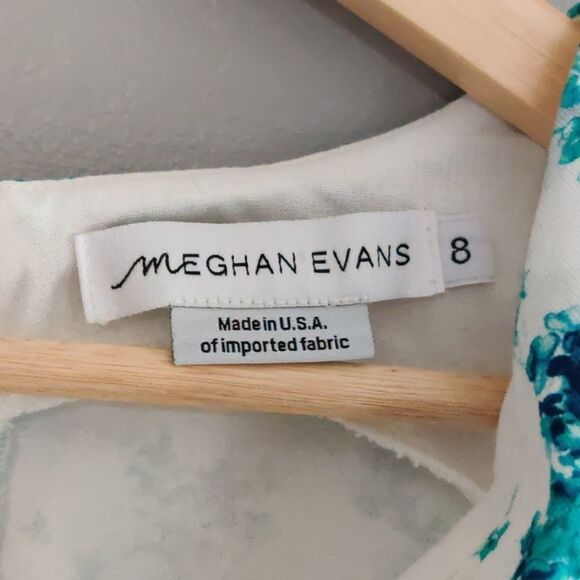 MEGHAN EVANS
8
Made in U.S.A.
of imported fabric